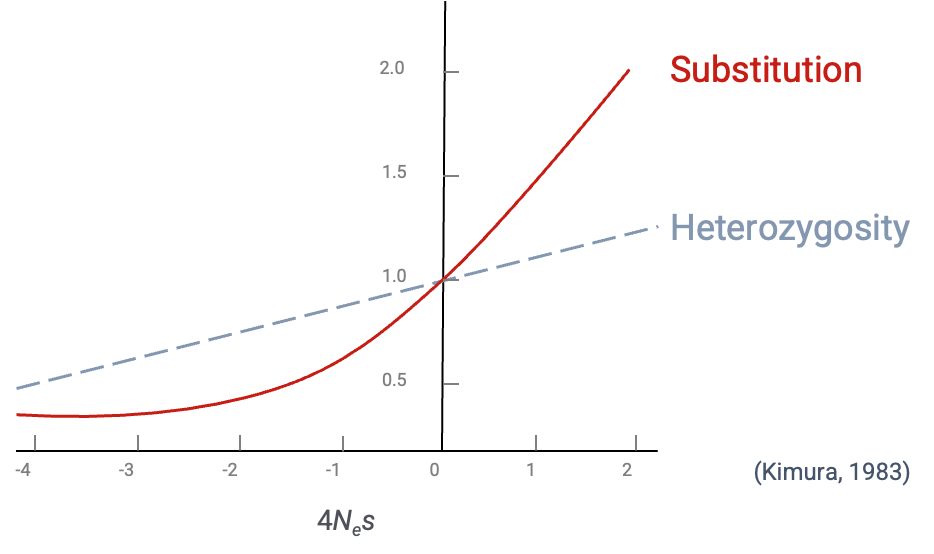 2.0
Substitution
1.5
Heterozygosity
1.0
0.5
-4 -3 -2 -1 0 1 2
(Kimura, 1983)
4Nes